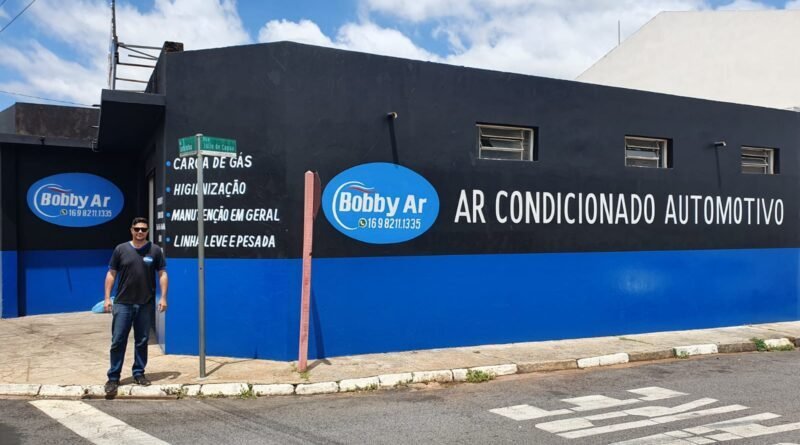 Bobby Ar
16 98211.1335
CARGA DE GÁS
HIGIENIZAÇÃO
MANUTENÇÃO EM GERAL
LINHA LEVE E PESADA
Bobby Ar
16 98211.1335
AR CONDICIONADO AUTOMOTIVO